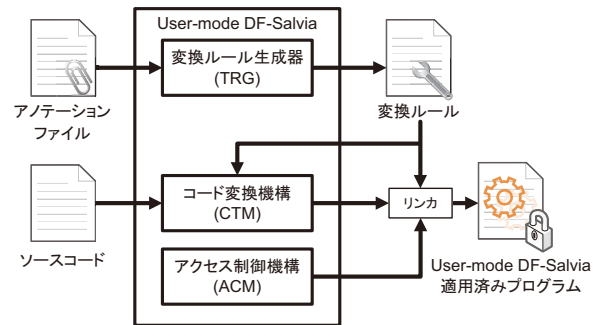 User-mode DF-Salvia
変換ルール生成器
(TRG)
アノテーション
ファイル
変換ルール
コード変換機構
(CTM)
リンカ
ソースコード
アクセス制御機構
(ACM)
User-mode DF-Salvia
適用済みプログラム